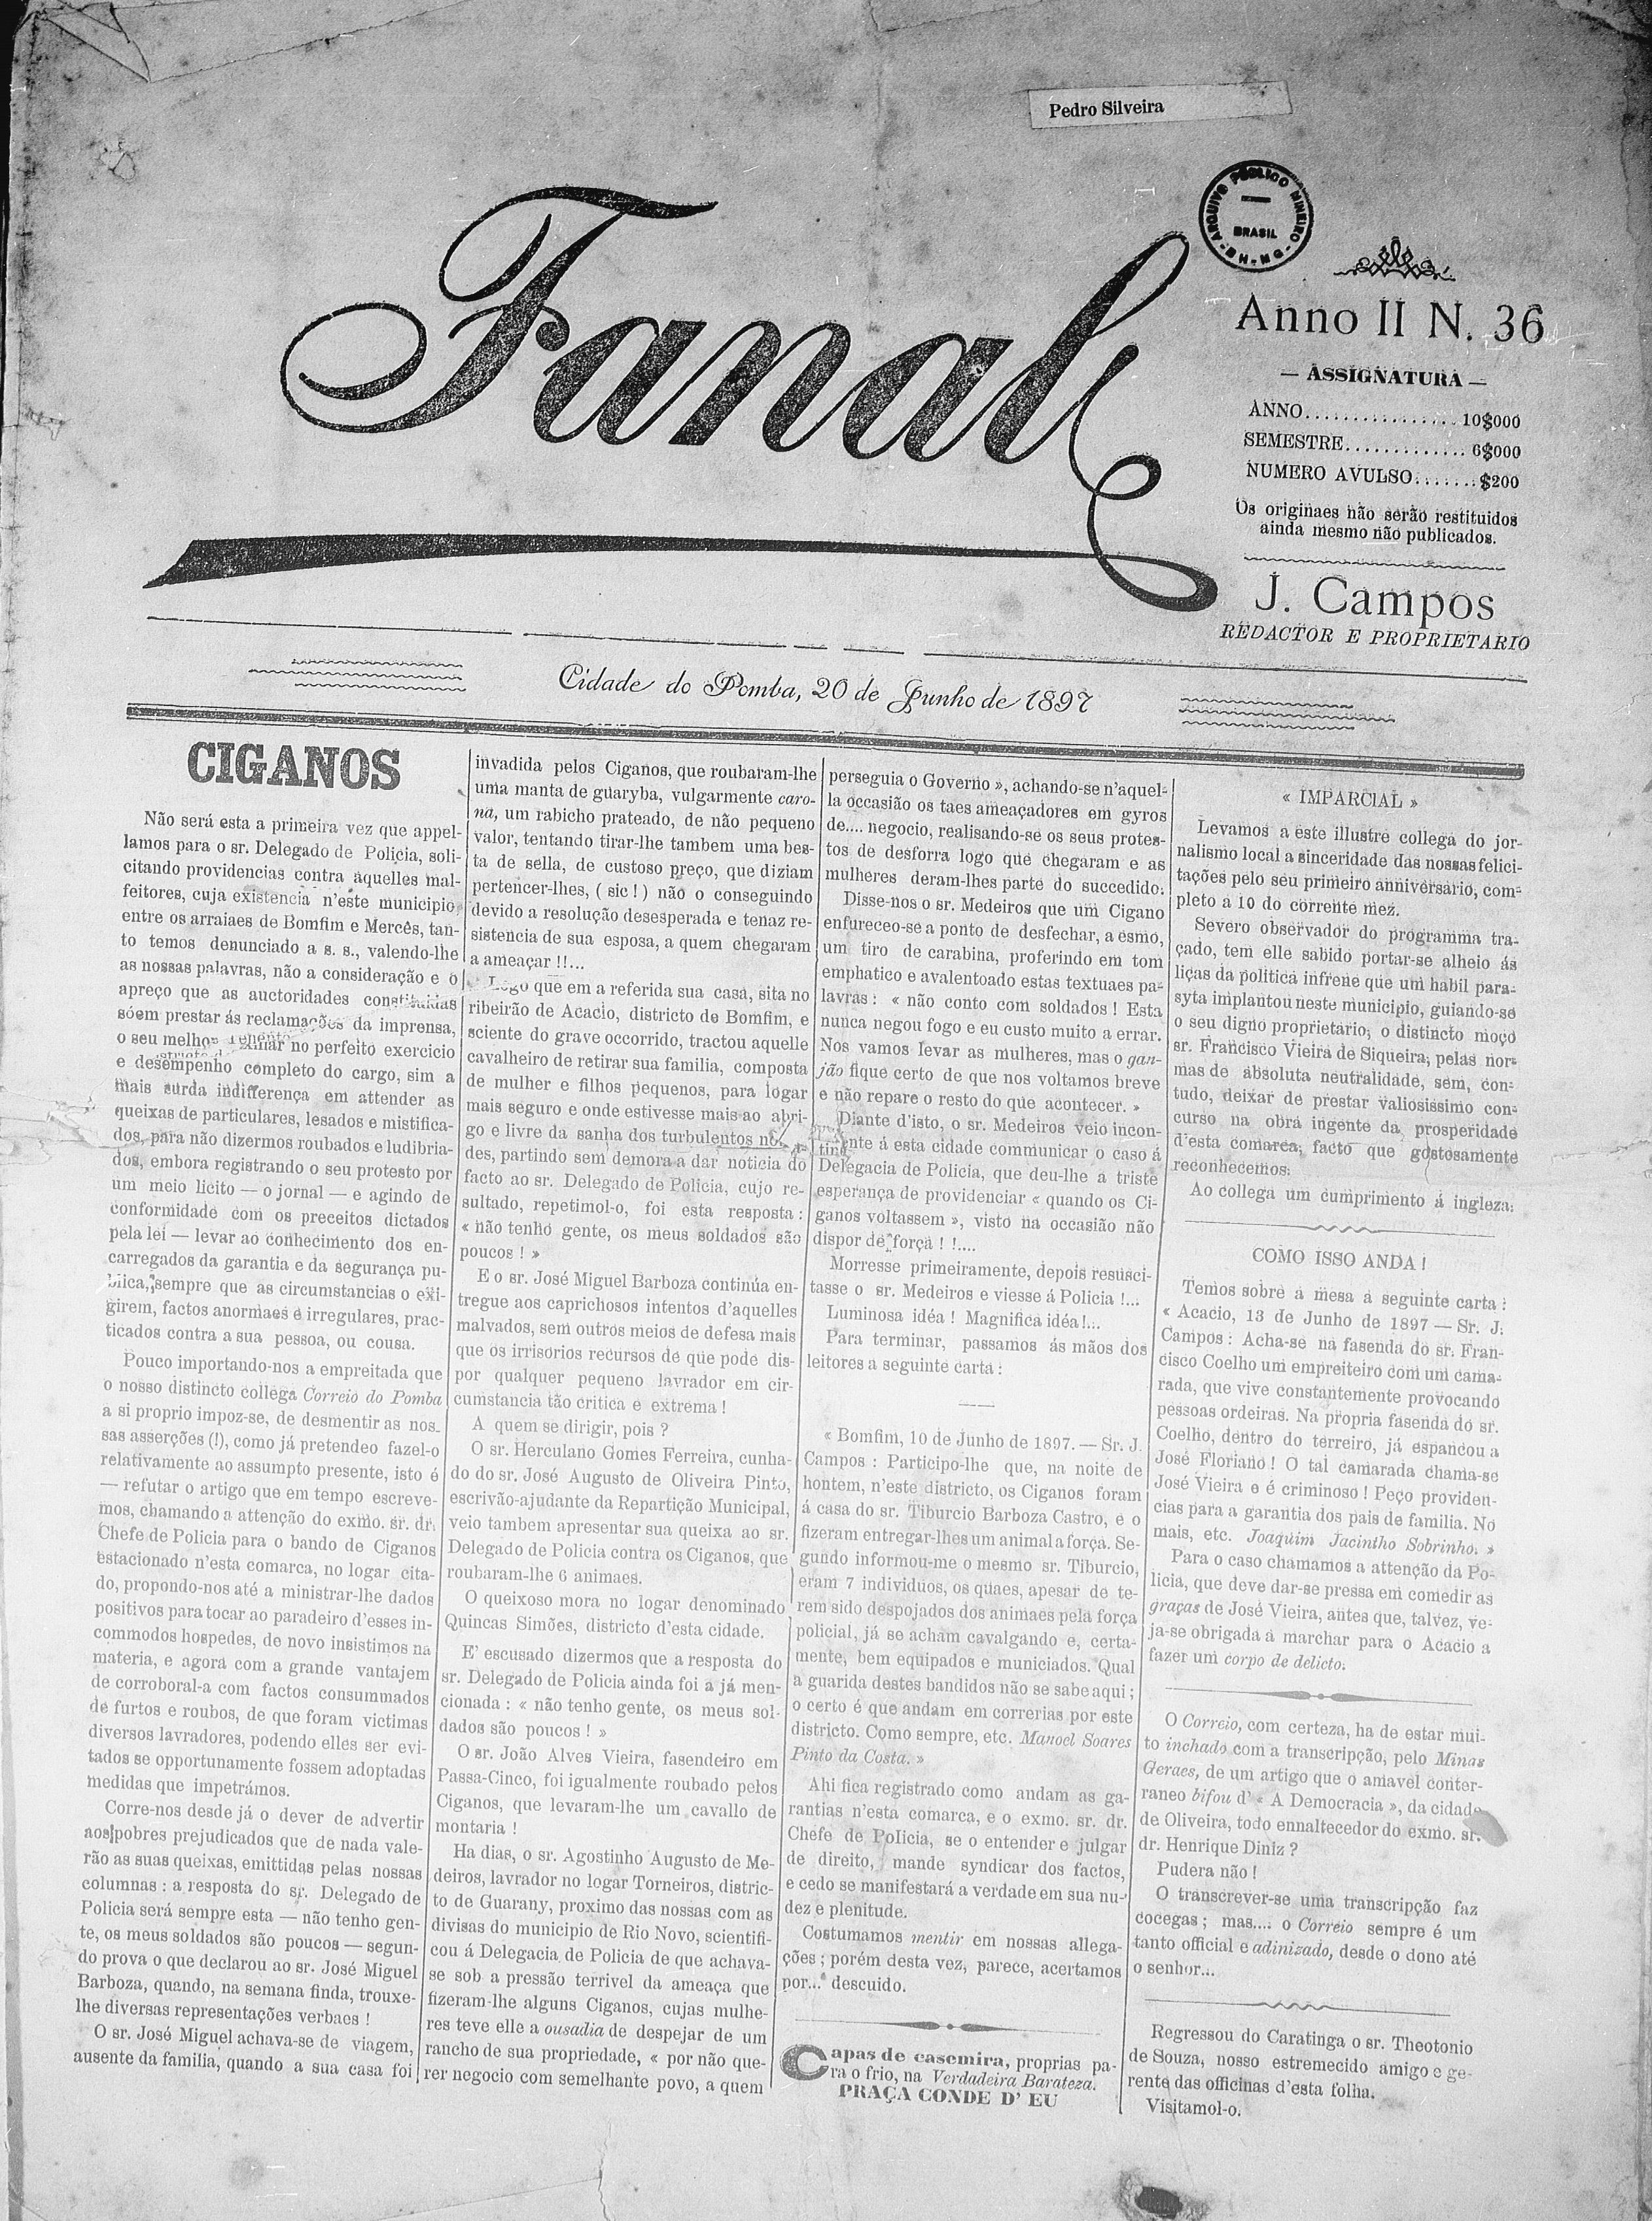 Pedro Silveira
ARQUIVO PÚBLICO MINEIRO
BRASIL
BH-MG
Fanal
Anno II N. 36
— ASSIGNATURA —
ANNO................ 10$000
SEMESTRE............. 6$000
NUMERO AVULSO...... $200
Os originaes não serão restituidos
ainda mesmo não publicados.
J. Campos
REDACTOR E PROPRIETARIO
Cidade do Pomba, 20 de Junho de 1897
CIGANOS
Não será esta a primeira vez que appel-
lamos para o sr. Delegado de Policia, soli-
citando providencias contra aquelles mal-
feitores, cuja existencia n'este municipio,
entre os arraiaes de Bomfim e Mercês, tan-
to temos denunciado a s. s., valendo-lhe
as nossas palavras, não a consideração e o
apreço que as auctoridades constituidas
sóem prestar ás reclamações da imprensa,
o seu melhor no perfeito exercicio
e desempenho completo do cargo, sim a
mais surda indifferença em attender as
queixas de particulares, lesados e mistifica-
dos, para não dizermos roubados e ludibria-
dos, embora registrando o seu protesto por
um meio licito — o jornal — e agindo de
conformidade com os preceitos dictados
pela lei — levar ao conhecimento dos en-
carregados da garantia e da segurança pu-
blica, sempre que as circumstancias o exi-
girem, factos anormaes e irregulares, prac-
ticados contra a sua pessoa, ou cousa.
Pouco importando-nos a empreitada que
o nosso distincto collega Correio do Pomba
a si proprio impoz-se, de desmentir as nos-
sas asserções (!), como já pretendeo fazel-o
relativamente ao assumpto presente, isto é
— refutar o artigo que em tempo escreve-
mos, chamando a attenção do exmo. sr. dr.
Chefe de Policia para o bando de Ciganos
estacionado n'esta comarca, no logar cita-
do, propondo-nos até a ministrar-lhe dados
positivos para tocar ao paradeiro d'esses in-
commodos hospedes, de novo insistimos na
materia, e agora com a grande vantajem
de corroboral-a com factos consummados
de furtos e roubos, de que foram victimas
diversos lavradores, podendo elles ser evi-
tados se opportunamente fossem adoptadas
medidas que impetrámos.
Corre-nos desde já o dever de advertir
aos pobres prejudicados que de nada vale-
rão as suas queixas, emittidas pelas nossas
columnas : a resposta do sr. Delegado de
Policia será sempre esta — não tenho gen-
te, os meus soldados são poucos — segun-
do prova o que declarou ao sr. José Miguel
Barboza, quando, na semana finda, trouxe-
lhe diversas representações verbaes !
O sr. José Miguel achava-se de viagem,
ausente da familia, quando a sua casa foi
invadida pelos Ciganos, que roubaram-lhe
uma manta de guaryba, vulgarmente caro-
na, um rabicho prateado, de não pequeno
valor, tentando tirar-lhe tambem uma bes-
ta de sella, de custoso preço, que diziam
pertencer-lhes, ( sic ! ) não o conseguindo
devido a resolução desesperada e tenaz re-
sistencia de sua esposa, a quem chegaram
a ameaçar !!...
Logo que em a referida sua casa, sita no
ribeirão de Acacio, districto de Bomfim, e
sciente do grave occorrido, tractou aquelle
cavalheiro de retirar sua familia, composta
de mulher e filhos pequenos, para logar
mais seguro e onde estivesse mais ao abri-
go e livre da sanha dos turbulentos
des, partindo sem demora a dar noticia do
facto ao sr. Delegado de Policia, cujo re-
sultado, repetimol-o, foi esta resposta :
« não tenho gente, os meus soldados são
poucos ! »
E o sr. José Miguel Barboza continúa en-
tregue aos caprichosos intentos d'aquelles
malvados, sem outros meios de defesa mais
que os irrisorios recursos de que pode dis-
por qualquer pequeno lavrador em cir-
cumstancia tão critica e extrema !
A quem se dirigir, pois ?
O sr. Herculano Gomes Ferreira, cunha-
do do sr. José Augusto de Oliveira Pinto,
escrivão-ajudante da Repartição Municipal,
veio tambem apresentar sua queixa ao sr.
Delegado de Policia contra os Ciganos, que
roubaram-lhe 6 animaes.
O queixoso mora no logar denominado
Quincas Simões, districto d'esta cidade.
E' escusado dizermos que a resposta do
sr. Delegado de Policia ainda foi a já men-
cionada : « não tenho gente, os meus sol-
dados são poucos ! »
O sr. João Alves Vieira, fasendeiro em
Passa-Cinco, foi igualmente roubado pelos
Ciganos, que levaram-lhe um cavallo de
montaria !
Ha dias, o sr. Agostinho Augusto de Me-
deiros, lavrador no logar Torneiros, distric-
to de Guarany, proximo das nossas com as
divisas do municipio de Rio Novo, scientifi-
cou á Delegacia de Policia de que achava-
se sob a pressão terrivel da ameaça que
fizeram-lhe alguns Ciganos, cujas mulhe-
res teve elle a ousadia de despejar de um
rancho de sua propriedade, « por não que-
rer negocio com semelhante povo, a quem
perseguia o Governo », achando-se n'aquel-
la occasião os taes ameaçadores em gyros
de.... negocio, realisando-se os seus protes-
tos de desforra logo que chegaram e as
mulheres deram-lhes parte do succedido.
Disse-nos o sr. Medeiros que um Cigano
enfureceo-se a ponto de desfechar, a esmo,
um tiro de carabina, proferindo em tom
emphatico e avalentoado estas textuaes pa-
lavras : « não conto com soldados ! Esta
nunca negou fogo e eu custo muito a errar.
Nos vamos levar as mulheres, mas o gan-
jão fique certo de que nos voltamos breve
e não repare o resto do que acontecer. »
Diante d'isto, o sr. Medeiros veio incon-
tinente á esta cidade communicar o caso á
Delegacia de Policia, que deu-lhe a triste
esperança de providenciar « quando os Ci-
ganos voltassem », visto na occasião não
dispor de força ! !....
Morresse primeiramente, depois resusci-
tasse o sr. Medeiros e viesse á Policia !...
Luminosa idéa ! Magnifica idéa !...
Para terminar, passamos ás mãos dos
leitores a seguinte carta :
« Bomfim, 10 de Junho de 1897. — Sr. J.
Campos : Participo-lhe que, na noite de
hontem, n'este districto, os Ciganos foram
á casa do sr. Tiburcio Barboza Castro, e o
fizeram entregar-lhes um animal a força. Se-
gundo informou-me o mesmo sr. Tiburcio,
eram 7 individuos, os quaes, apesar de te-
rem sido despojados dos animaes pela força
policial, já se acham cavalgando e, certa-
mente, bem equipados e municiados. Qual
a guarida destes bandidos não se sabe aqui ;
o certo é que andam em correrias por este
districto. Como sempre, etc. Manoel Soares
Pinto da Costa. »
Ahi fica registrado como andam as ga-
rantias n'esta comarca, e o exmo. sr. dr.
Chefe de Policia, se o entender e julgar
de direito, mande syndicar dos factos,
e cedo se manifestará a verdade em sua nu-
dez e plenitude.
Costumamos mentir em nossas allega-
ções ; porém desta vez, parece, acertamos
por... descuido.
Capas de casemira, proprias pa-
ra o frio, na Verdadeira Barateza.
PRAÇA CONDE D' EU
« IMPARCIAL »
Levamos a este illustre collega do jor-
nalismo local a sinceridade das nossas felici-
tações pelo seu primeiro anniversario, com-
pleto a 10 do corrente mez.
Severo observador do programma tra-
çado, tem elle sabido portar-se alheio ás
liças da politica infrene que um habil para-
syta implantou neste municipio, guiando-se
o seu digno proprietario, o distincto moço
sr. Francisco Vieira de Siqueira, pelas nor-
mas de absoluta neutralidade, sem, con-
tudo, deixar de prestar valiosissimo con-
curso na obra ingente da prosperidade
d'esta comarca, facto que gostosamente
reconhecemos.
Ao collega um cumprimento á ingleza.
COMO ISSO ANDA !
Temos sobre a mesa a seguinte carta :
« Acacio, 13 de Junho de 1897 — Sr. J.
Campos : Acha-se na fasenda do sr. Fran-
cisco Coelho um empreiteiro com um cama-
rada, que vive constantemente provocando
pessoas ordeiras. Na propria fasenda do sr.
Coelho, dentro do terreiro, já espancou a
José Floriano ! O tal camarada chama-se
José Vieira e é criminoso ! Peço providen-
cias para a garantia dos pais de familia. No
mais, etc. Joaquim Jacintho Sobrinho. »
Para o caso chamamos a attenção da Po-
licia, que deve dar-se pressa em comedir as
graças de José Vieira, antes que, talvez, ve-
ja-se obrigada a marchar para o Acacio a
fazer um corpo de delicto.
O Correio, com certeza, ha de estar mui-
to inchado com a transcripção, pelo Minas
Geraes, de um artigo que o amavel conter-
raneo bifou d' « A Democracia », da cidade
de Oliveira, todo ennaltecedor do exmo. sr.
dr. Henrique Diniz ?
Pudera não !
O transcrever-se uma transcripção faz
cocegas ; mas.... o Correio sempre é um
tanto official e adinizado, desde o dono até
o senhor...
Regressou do Caratinga o sr. Theotonio
de Souza, nosso estremecido amigo e ge-
rente das officinas d'esta folha.
Visitamol-o.